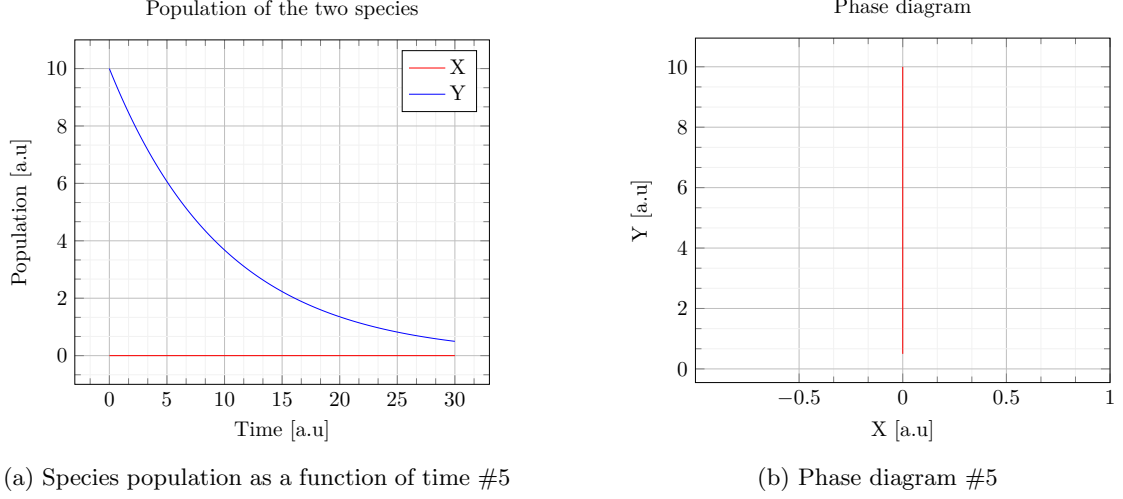 Population of the two species
X
Y
10
8
6
4
2
0
Population [a.u]
0 5 10 15 20 25 30
Time [a.u]
(a) Species population as a function of time #5
Phase diagram
10
8
6
4
2
0
Y [a.u]
−0.5 0 0.5 1
X [a.u]
(b) Phase diagram #5